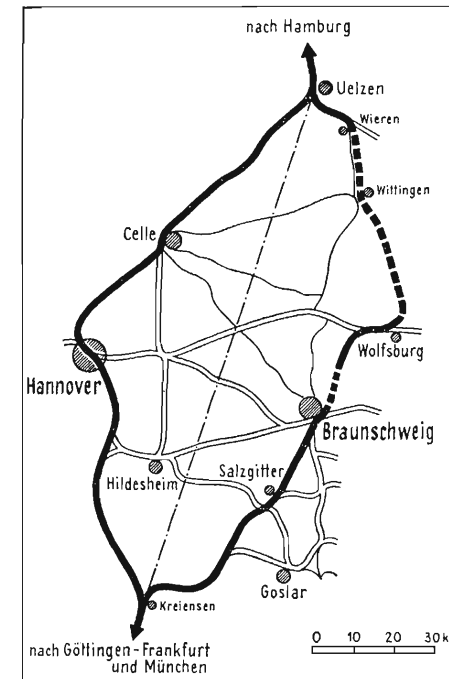 nach Hamburg
Uelzen
Wieren
Wittingen
Celle
Wolfsburg
Hannover
Braunschweig
Salzgitter
Hildesheim
Goslar
Kreiensen
0 10 20 30k
nach Göttingen-Frankfurt
und München